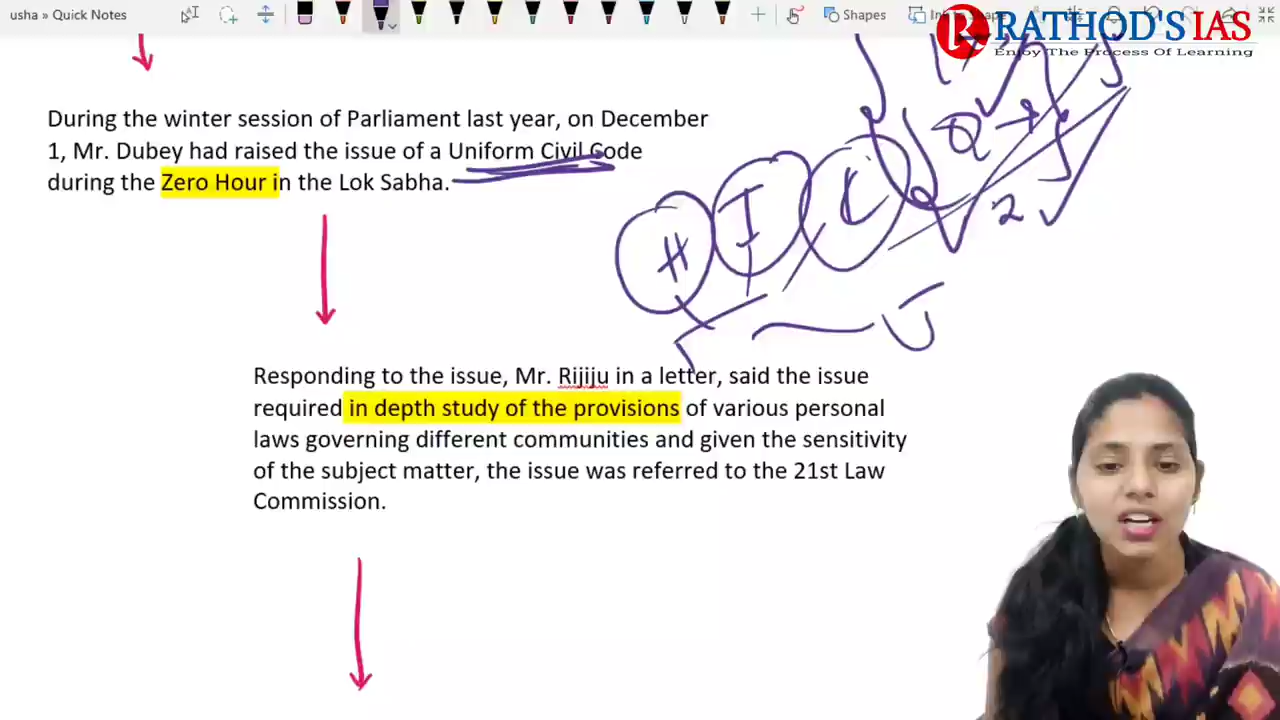 usha » Quick Notes
Shapes
RATHOD'S IAS
Enjoy The Process Of Learning
During the winter session of Parliament last year, on December
1, Mr. Dubey had raised the issue of a Uniform Civil Code
during the Zero Hour in the Lok Sabha.
H I
2
Responding to the issue, Mr. Rijiju in a letter, said the issue
required in depth study of the provisions of various personal
laws governing different communities and given the sensitivity
of the subject matter, the issue was referred to the 21st Law
Commission.